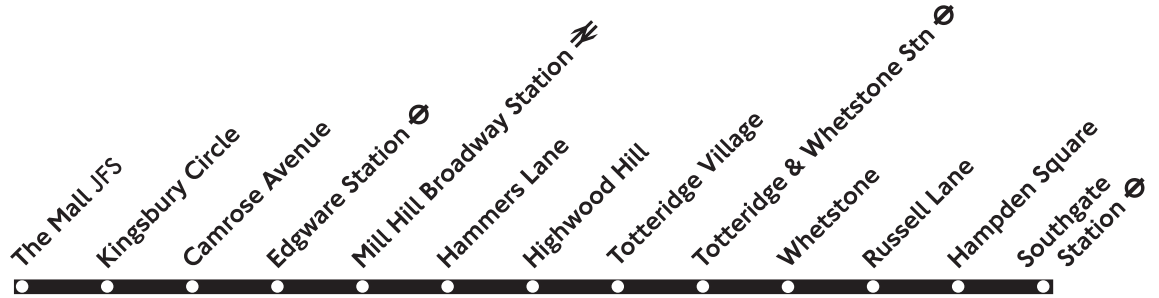 The Mall JFS
Kingsbury Circle
Camrose Avenue
Edgware Station
Mill Hill Broadway Station
Hammers Lane
Highwood Hill
Totteridge Village
Totteridge & Whetstone Stn
Whetstone
Russell Lane
Hampden Square
Southgate
Station